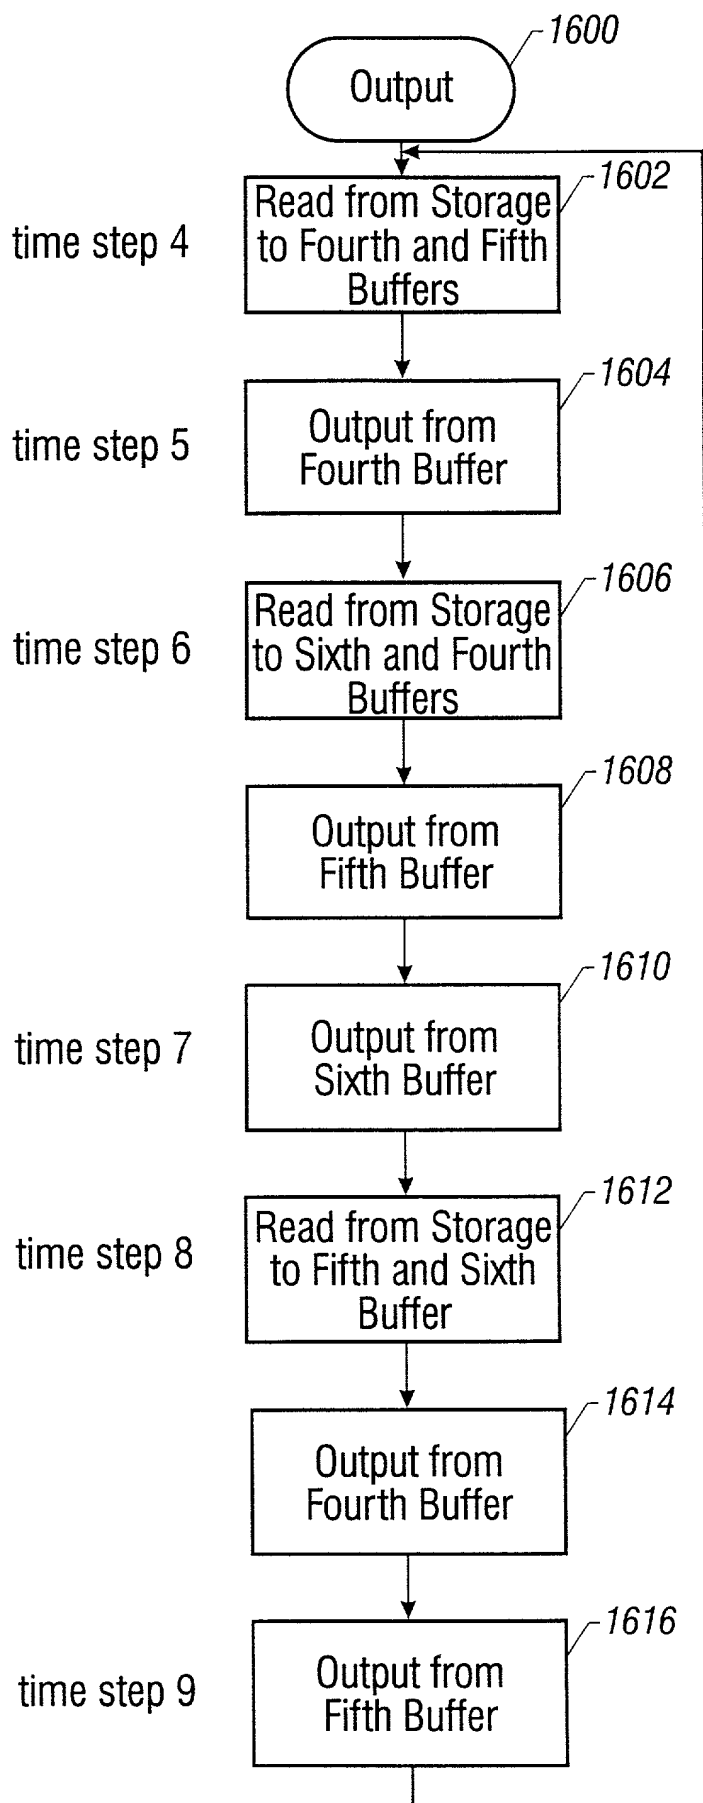 1600
Output
1602
time step 4
Read from Storage
to Fourth and Fifth
Buffers
1604
time step 5
Output from
Fourth Buffer
1606
time step 6
Read from Storage
to Sixth and Fourth
Buffers
1608
Output from
Fifth Buffer
1610
time step 7
Output from
Sixth Buffer
1612
time step 8
Read from Storage
to Fifth and Sixth
Buffer
1614
Output from
Fourth Buffer
1616
time step 9
Output from
Fifth Buffer